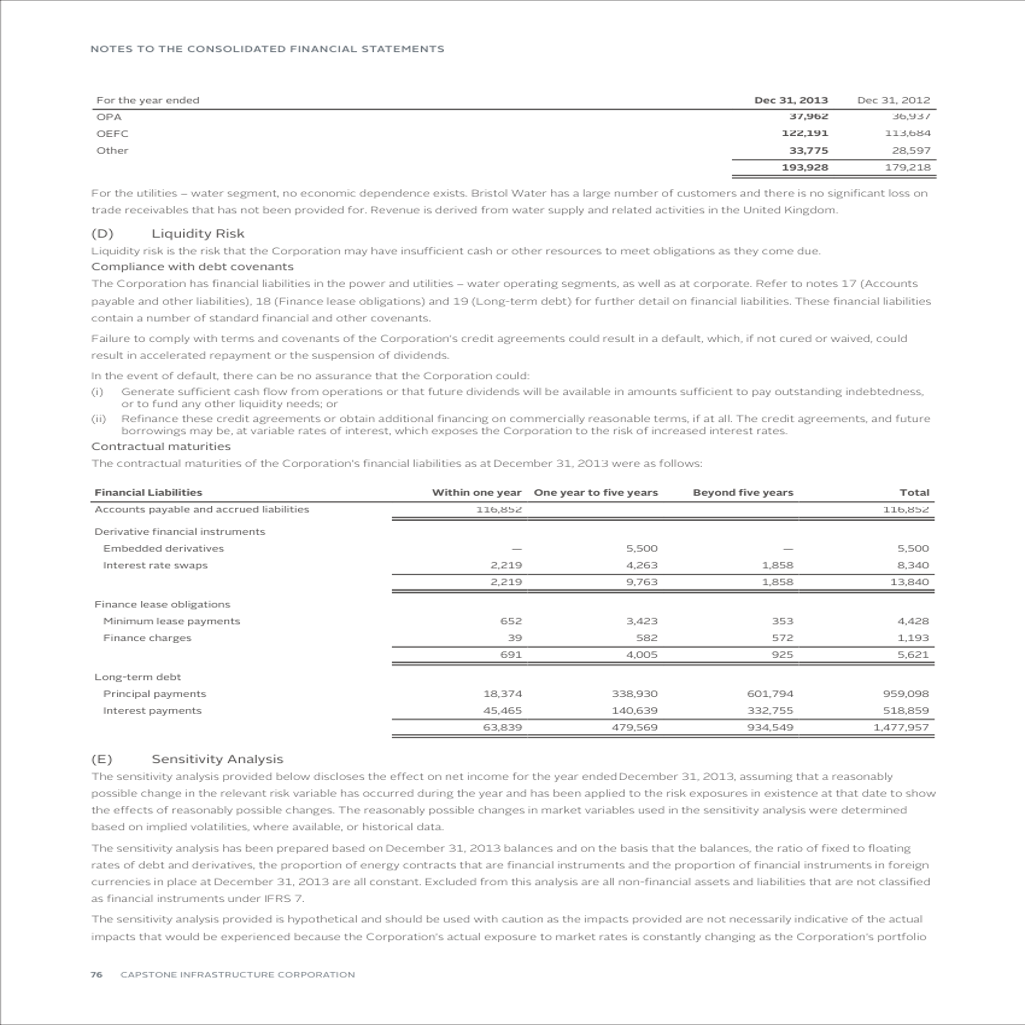 NOTES TO THE CONSOLIDATED FINANCIAL STATEMENTS
For the year ended Dec 31, 2013 Dec 31, 2012
OPA 37,962 36,937
OEFC 122,191 113,684
Other 33,775 28,597
193,928 179,218
For the utilities – water segment, no economic dependence exists. Bristol Water has a large number of customers and there is no significant loss on
trade receivables that has not been provided for. Revenue is derived from water supply and related activities in the United Kingdom.
(D) Liquidity Risk
Liquidity risk is the risk that the Corporation may have insufficient cash or other resources to meet obligations as they come due.
Compliance with debt covenants
The Corporation has financial liabilities in the power and utilities – water operating segments, as well as at corporate. Refer to notes 17 (Accounts
payable and other liabilities), 18 (Finance lease obligations) and 19 (Long-term debt) for further detail on financial liabilities. These financial liabilities
contain a number of standard financial and other covenants.
Failure to comply with terms and covenants of the Corporation's credit agreements could result in a default, which, if not cured or waived, could
result in accelerated repayment or the suspension of dividends.
In the event of default, there can be no assurance that the Corporation could:
(i) Generate sufficient cash flow from operations or that future dividends will be available in amounts sufficient to pay outstanding indebtedness,
or to fund any other liquidity needs; or
(ii) Refinance these credit agreements or obtain additional financing on commercially reasonable terms, if at all. The credit agreements, and future
borrowings may be, at variable rates of interest, which exposes the Corporation to the risk of increased interest rates.
Contractual maturities
The contractual maturities of the Corporation's financial liabilities as at December 31, 2013 were as follows:
Financial Liabilities Within one year One year to five years Beyond five years Total
Accounts payable and accrued liabilities 116,852 116,852
Derivative financial instruments
Embedded derivatives — 5,500 — 5,500
Interest rate swaps 2,219 4,263 1,858 8,340
2,219 9,763 1,858 13,840
Finance lease obligations
Minimum lease payments 652 3,423 353 4,428
Finance charges 39 582 572 1,193
691 4,005 925 5,621
Long-term debt
Principal payments 18,374 338,930 601,794 959,098
Interest payments 45,465 140,639 332,755 518,859
63,839 479,569 934,549 1,477,957
(E) Sensitivity Analysis
The sensitivity analysis provided below discloses the effect on net income for the year ended December 31, 2013, assuming that a reasonably
possible change in the relevant risk variable has occurred during the year and has been applied to the risk exposures in existence at that date to show
the effects of reasonably possible changes. The reasonably possible changes in market variables used in the sensitivity analysis were determined
based on implied volatilities, where available, or historical data.
The sensitivity analysis has been prepared based on December 31, 2013 balances and on the basis that the balances, the ratio of fixed to floating
rates of debt and derivatives, the proportion of energy contracts that are financial instruments and the proportion of financial instruments in foreign
currencies in place at December 31, 2013 are all constant. Excluded from this analysis are all non-financial assets and liabilities that are not classified
as financial instruments under IFRS 7.
The sensitivity analysis provided is hypothetical and should be used with caution as the impacts provided are not necessarily indicative of the actual
impacts that would be experienced because the Corporation's actual exposure to market rates is constantly changing as the Corporation's portfolio
76 CAPSTONE INFRASTRUCTURE CORPORATION